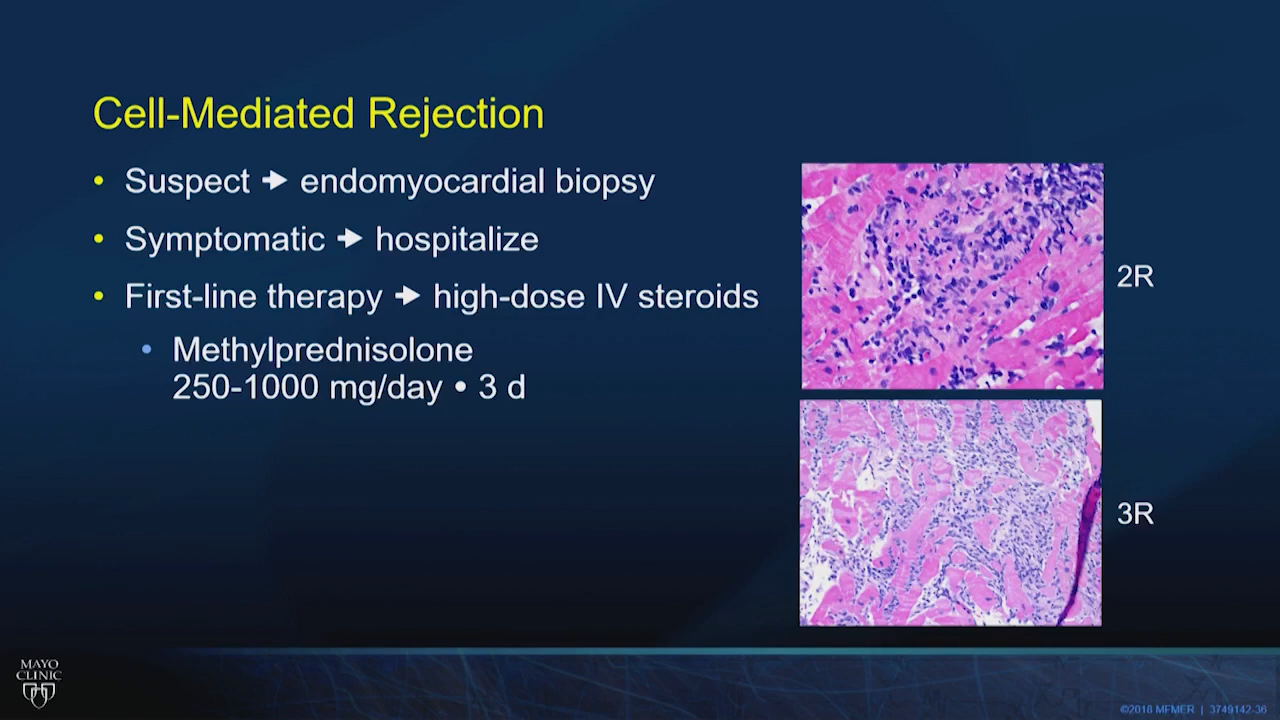 Cell-Mediated Rejection
• Suspect → endomyocardial biopsy
• Symptomatic → hospitalize
• First-line therapy → high-dose IV steroids
• Methylprednisolone
250-1000 mg/day • 3 d
2R
3R
MAYO
CLINIC
©2018 MFMER | 3749142-36